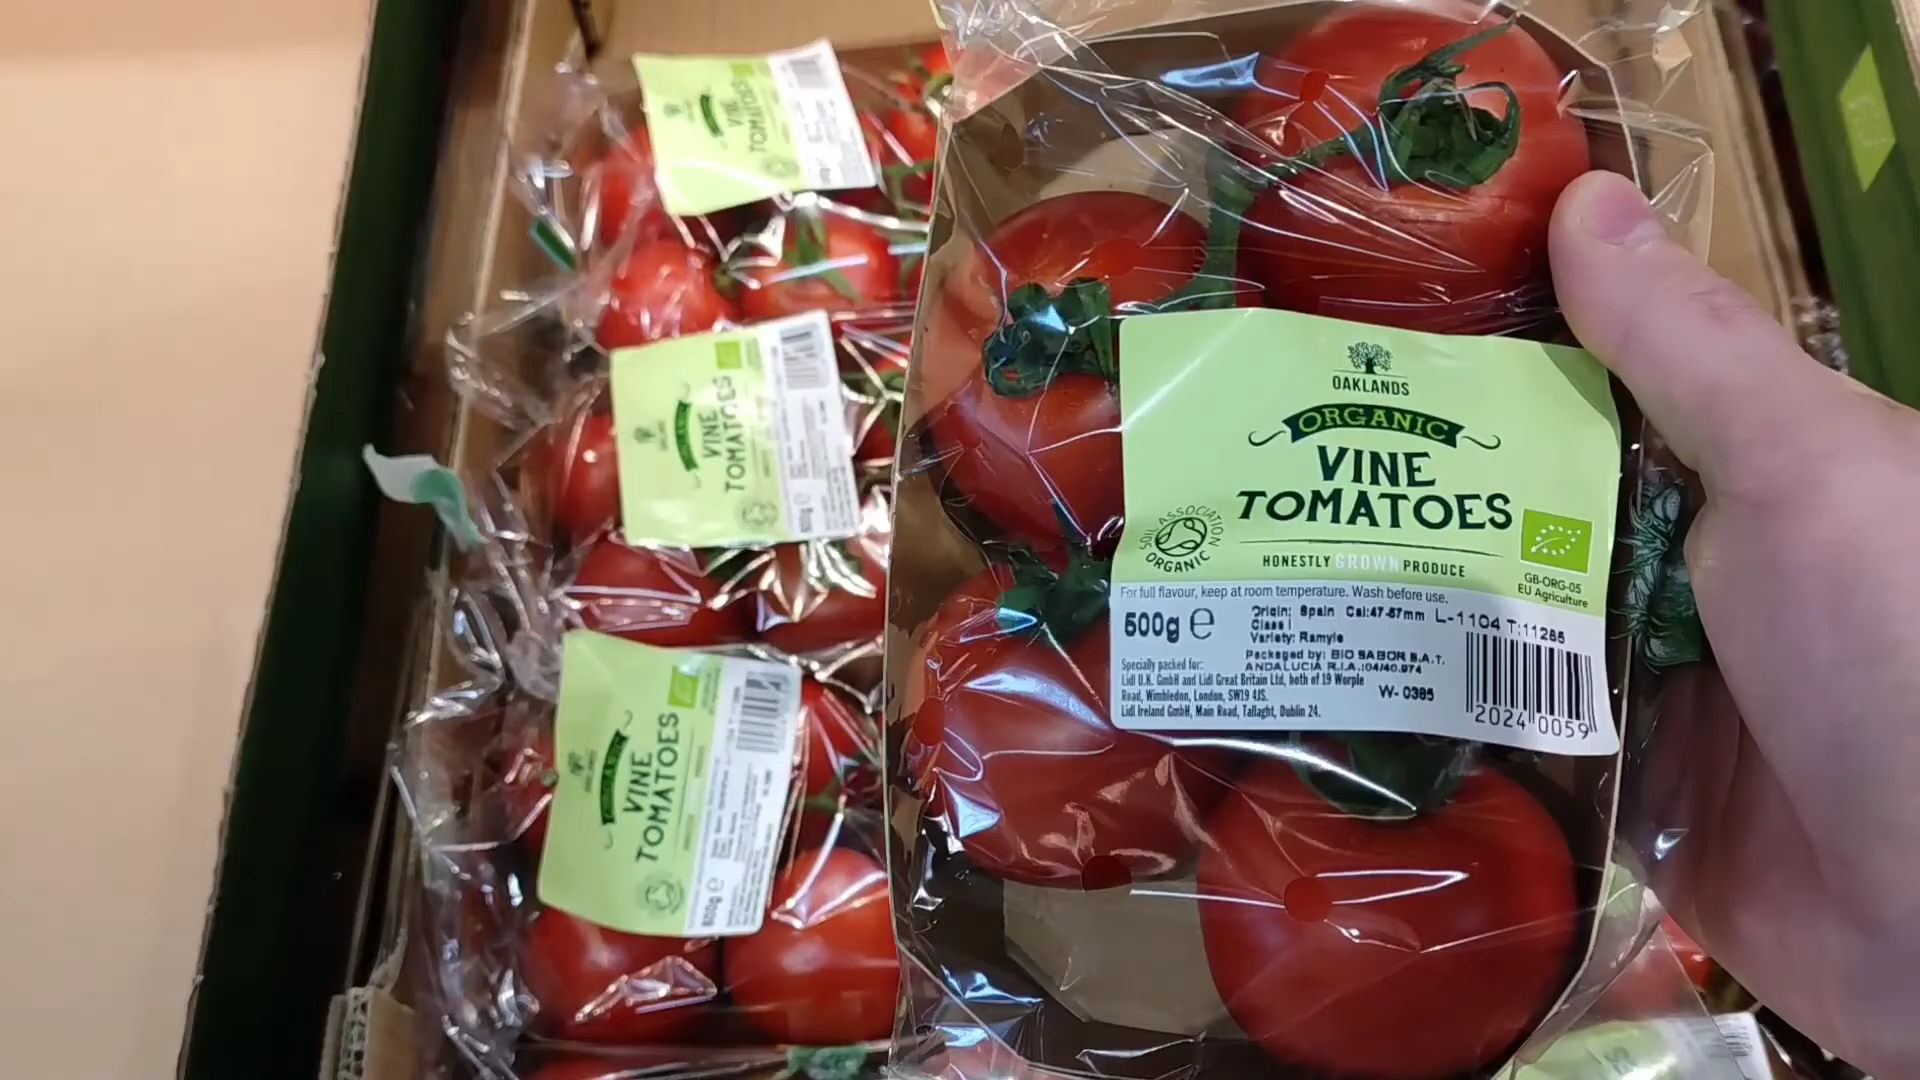 OAKLANDS
ORGANIC
VINE
TOMATOES
SOIL ASSOCIATION
ORGANIC
HONESTLY GROWN PRODUCE
GB-ORG-05
EU Agriculture
For full flavour, keep at room temperature. Wash before use.
500g e
Origin: Spain Cal:47-67mm L-1104 T:11285
Class I
Variety: Ramyle
Packaged by: BIO SABOR S.A.T.
ANDALUCIA R.I.A.:04/40.974
Specially packed for:
Lidl U.K. GmbH and Lidl Great Britain Ltd, both of 19 Worple
Road, Wimbledon, London, SW19 4JS.
Lidl Ireland GmbH, Main Road, Tallaght, Dublin 24.
W- 0385
2024 0059
VINE
TOMATOES
VINE
TOMATOES
VINE
TOMATOES